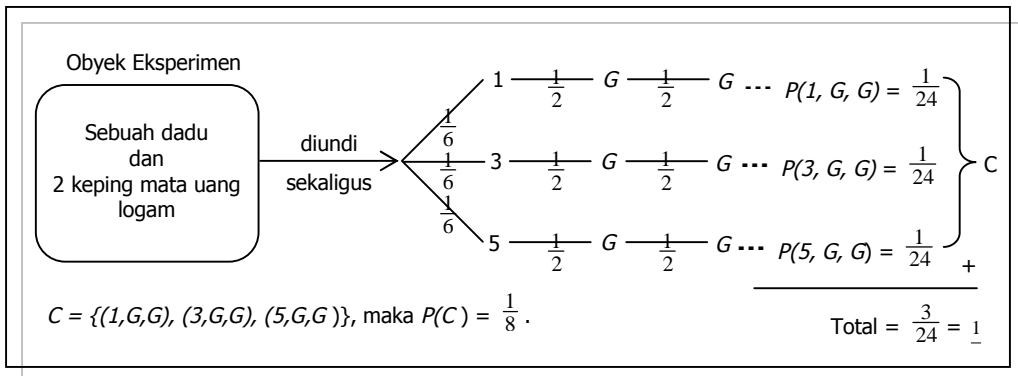 Obyek Eksperimen
Sebuah dadu
dan
2 keping mata uang
logam
diundi
sekaligus
1/6
1/6
1/6
1 1/2 G 1/2 G --- P(1, G, G) = 1/24
3 1/2 G 1/2 G --- P(3, G, G) = 1/24
C
5 1/2 G 1/2 G --- P(5, G, G) = 1/24
+
C = {(1,G,G), (3,G,G), (5,G,G )}, maka P(C ) = 1/8 .
Total = 3/24 = 1